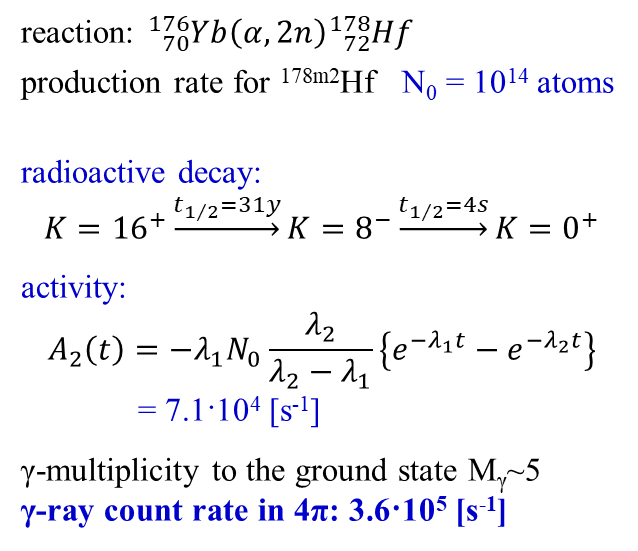 reaction: ¹⁷⁶₇₀Yb(α, 2n)¹⁷⁸₇₂Hf
production rate for ¹⁷⁸ᵐ²Hf N₀ = 10¹⁴ atoms
radioactive decay:
K = 16⁺ —t₁/₂=31y→ K = 8⁻ —t₁/₂=4s→ K = 0⁺
activity:
A₂(t) = −λ₁N₀ λ₂/(λ₂ − λ₁) {e^(−λ₁t) − e^(−λ₂t)}
= 7.1·10⁴ [s⁻¹]
γ-multiplicity to the ground state Mᵧ~5
γ-ray count rate in 4π: 3.6·10⁵ [s⁻¹]